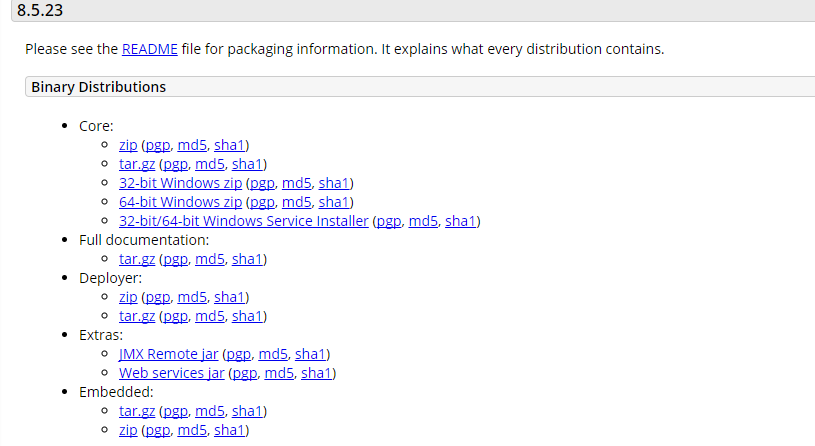 8.5.23
Please see the README file for packaging information. It explains what every distribution contains.
Binary Distributions
Core:
zip (pgp, md5, sha1)
tar.gz (pgp, md5, sha1)
32-bit Windows zip (pgp, md5, sha1)
64-bit Windows zip (pgp, md5, sha1)
32-bit/64-bit Windows Service Installer (pgp, md5, sha1)
Full documentation:
tar.gz (pgp, md5, sha1)
Deployer:
zip (pgp, md5, sha1)
tar.gz (pgp, md5, sha1)
Extras:
JMX Remote jar (pgp, md5, sha1)
Web services jar (pgp, md5, sha1)
Embedded:
tar.gz (pgp, md5, sha1)
zip (pgp, md5, sha1)